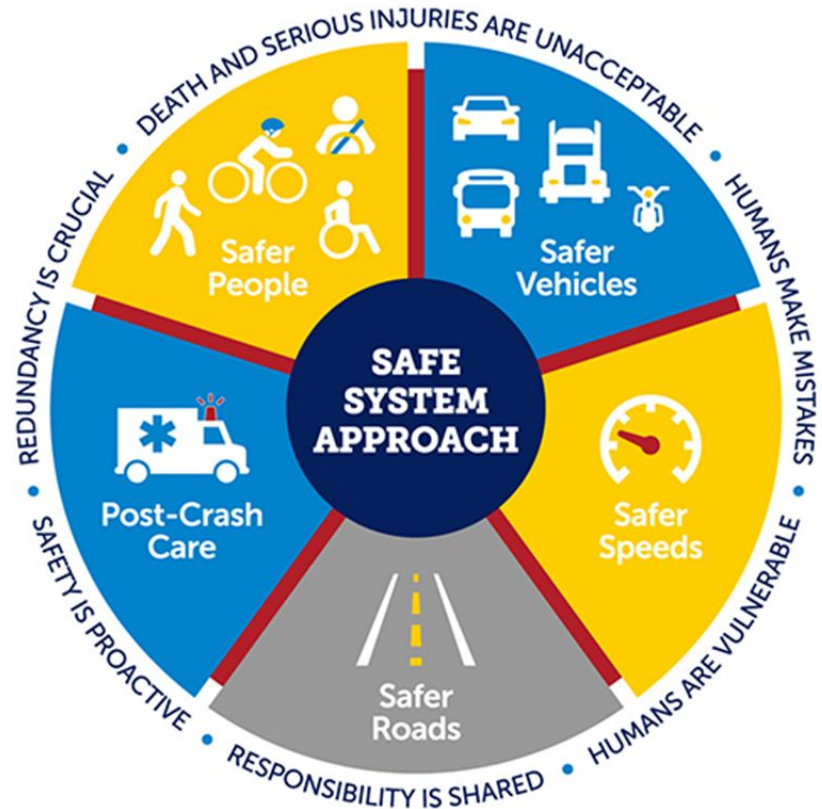 DEATH AND SERIOUS INJURIES ARE UNACCEPTABLE
HUMANS MAKE MISTAKES
HUMANS ARE VULNERABLE
RESPONSIBILITY IS SHARED
SAFETY IS PROACTIVE
REDUNDANCY IS CRUCIAL
Safer
People
Safer
Vehicles
SAFE
SYSTEM
APPROACH
Post-Crash
Care
Safer
Speeds
Safer
Roads